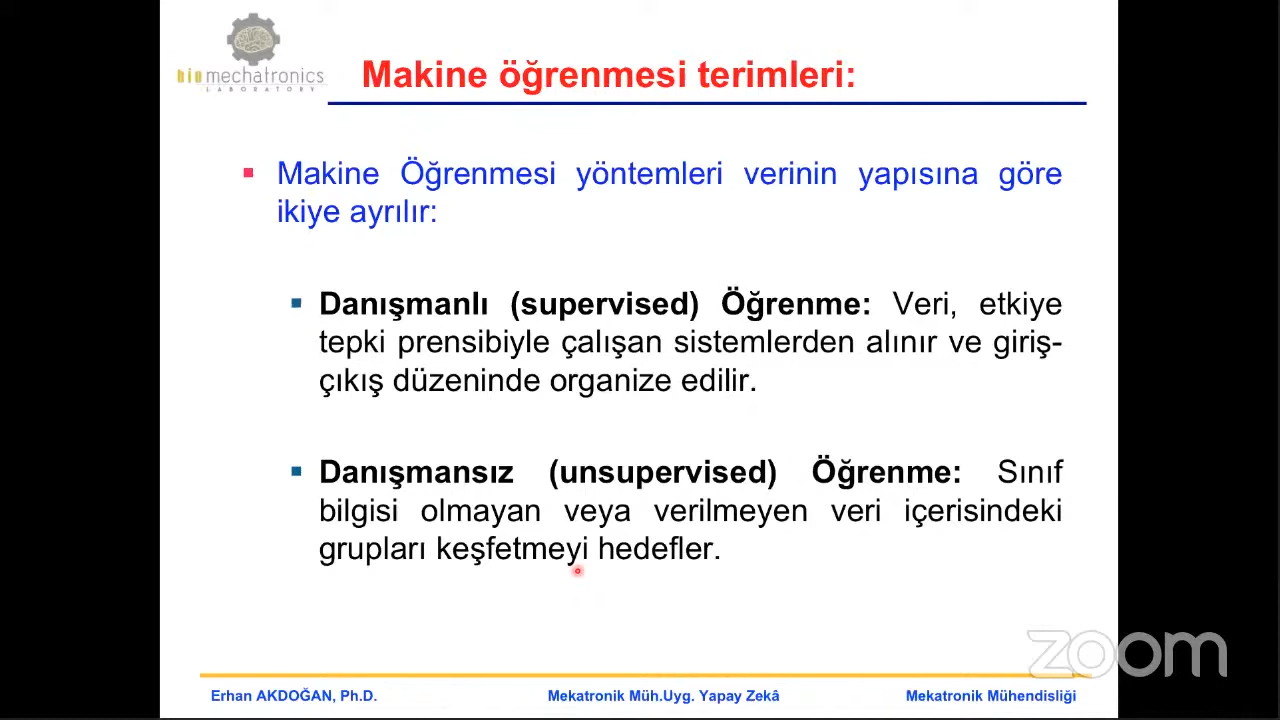 biomechatronics
LABORATORY
Makine öğrenmesi terimleri:
Makine Öğrenmesi yöntemleri verinin yapısına göre
ikiye ayrılır:
Danışmanlı (supervised) Öğrenme: Veri, etkiye
tepki prensibiyle çalışan sistemlerden alınır ve giriş-
çıkış düzeninde organize edilir.
Danışmansız (unsupervised) Öğrenme: Sınıf
bilgisi olmayan veya verilmeyen veri içerisindeki
grupları keşfetmeyi hedefler.
zoom
Erhan AKDOĞAN, Ph.D.
Mekatronik Müh.Uyg. Yapay Zekâ
Mekatronik Mühendisliği